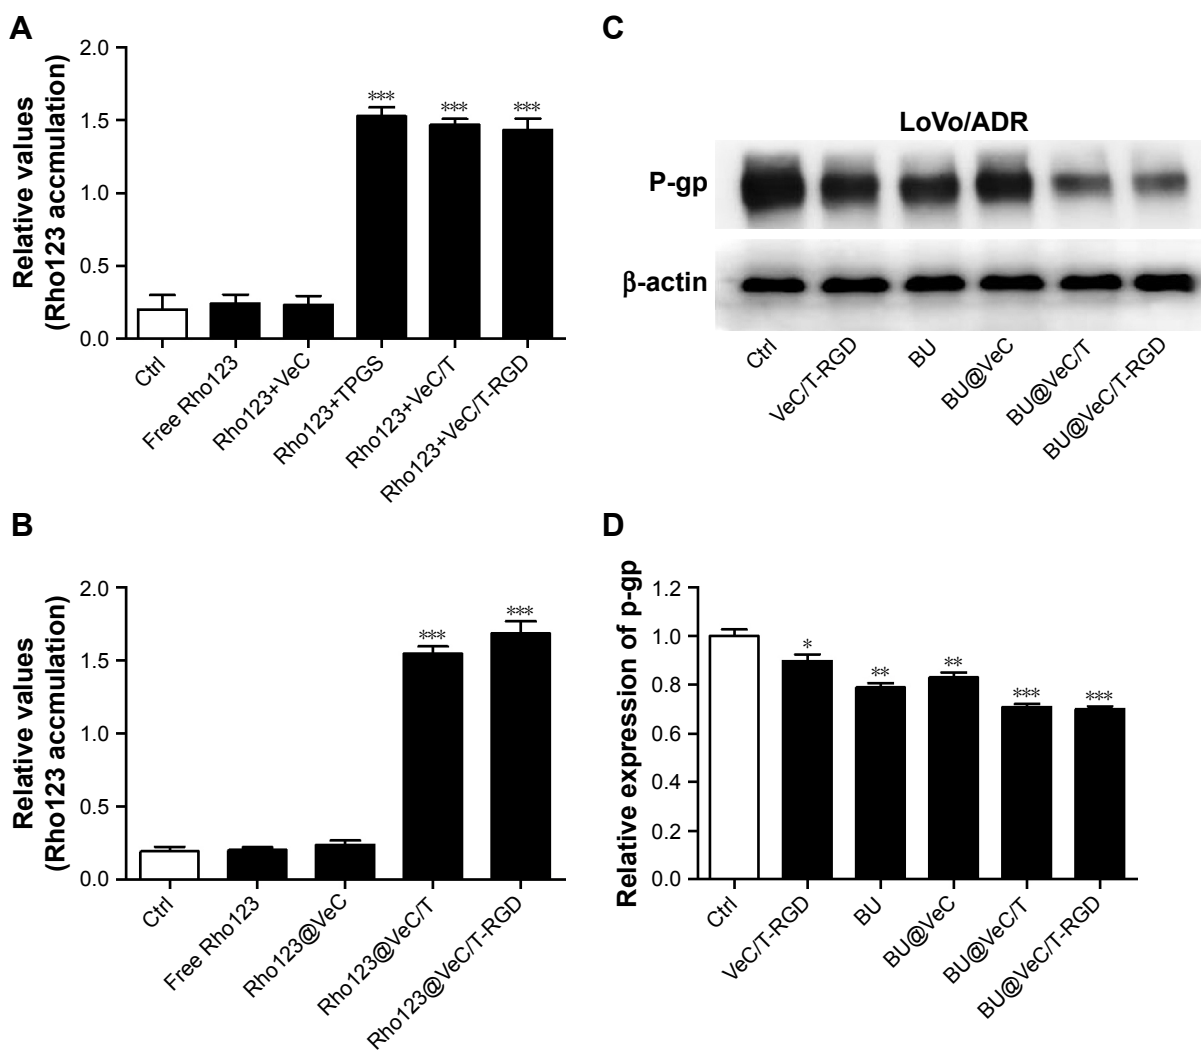 A
Relative values
(Rho123 accmulation)
2.0
1.5
1.0
0.5
0.0
***
***
***
Ctrl
Free Rho123
Rho123+VeC
Rho123+TPGS
Rho123+VeC/T
Rho123+VeC/T-RGD
C
LoVo/ADR
P-gp
β-actin
Ctrl
VeC/T-RGD
BU
BU@VeC
BU@VeC/T
BU@VeC/T-RGD
B
Relative values
(Rho123 accmulation)
2.0
1.5
1.0
0.5
0.0
***
***
Ctrl
Free Rho123
Rho123@VeC
Rho123@VeC/T
Rho123@VeC/T-RGD
D
Relative expression of p-gp
1.2
1.0
0.8
0.6
0.4
0.2
0.0
*
**
**
***
***
Ctrl
VeC/T-RGD
BU
BU@VeC
BU@VeC/T
BU@VeC/T-RGD